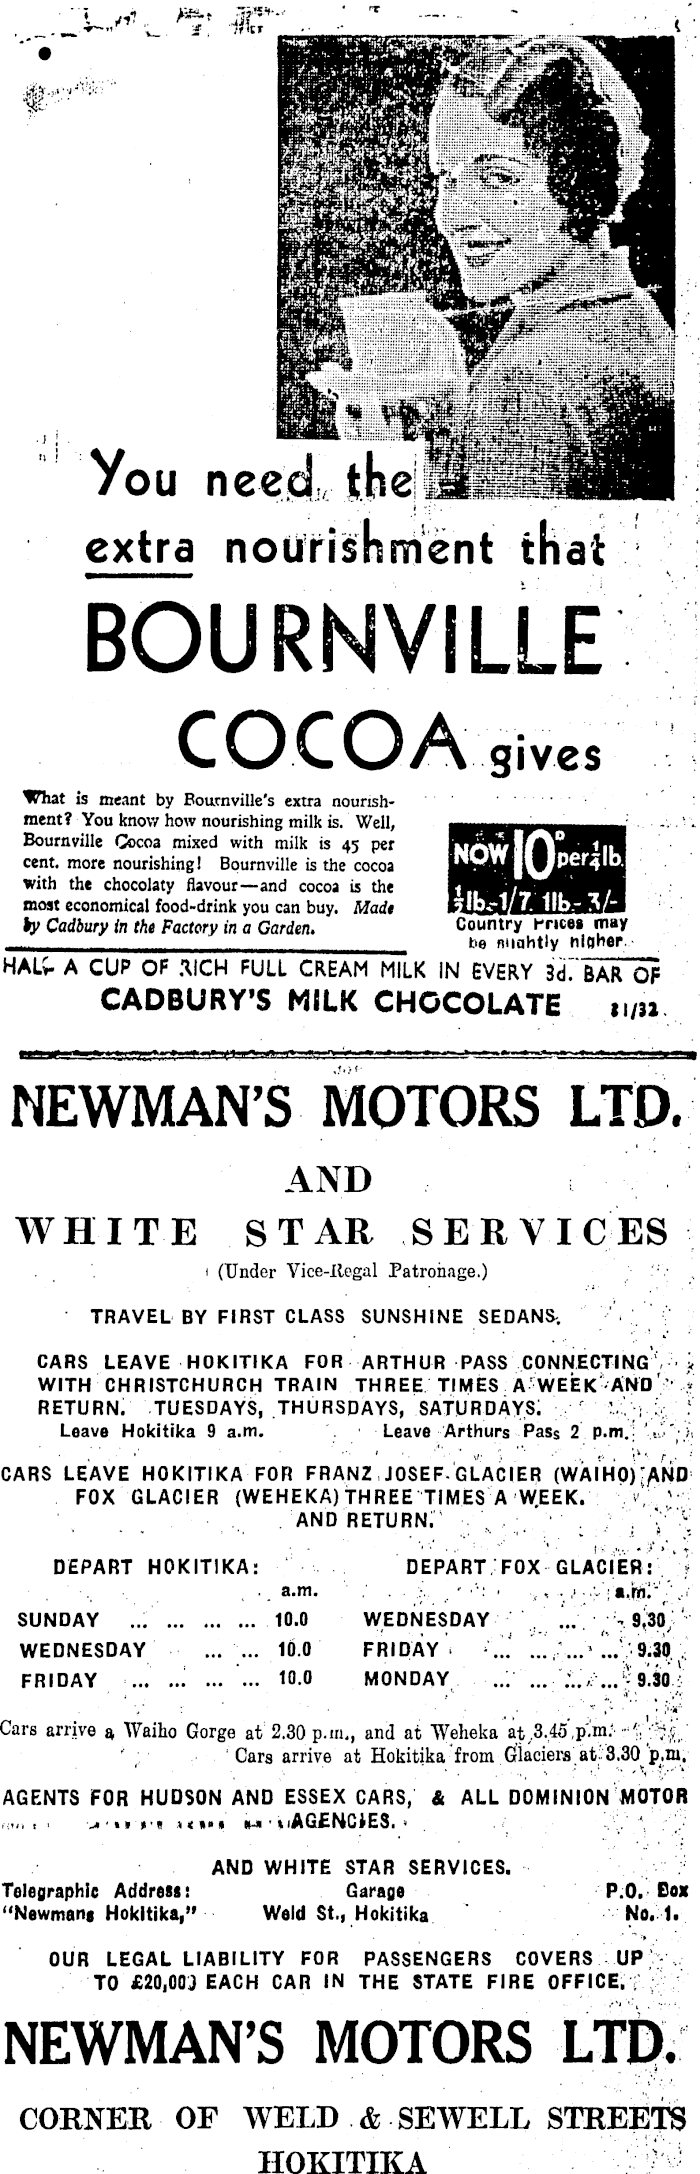 You need the
extra nourishment that
BOURNVILLE
COCOA gives
What is meant by Bournville's extra nourish-
ment? You know how nourishing milk is. Well,
Bournville Cocoa mixed with milk is 45 per
cent. more nourishing! Bournville is the cocoa
with the chocolaty flavour—and cocoa is the
most economical food-drink you can buy. Made
by Cadbury in the Factory in a Garden.
NOW 10D per ¼lb.
½lb.-1/7. 1lb.-3/-
Country Prices may
be slightly higher.
HALF A CUP OF RICH FULL CREAM MILK IN EVERY 3d. BAR OF
CADBURY'S MILK CHOCOLATE 31/32.
NEWMAN'S MOTORS LTD.
AND
WHITE STAR SERVICES
(Under Vice-Regal Patronage.)
TRAVEL BY FIRST CLASS SUNSHINE SEDANS.
CARS LEAVE HOKITIKA FOR ARTHUR PASS CONNECTING
WITH CHRISTCHURCH TRAIN THREE TIMES A WEEK AND
RETURN. TUESDAYS, THURSDAYS, SATURDAYS.
Leave Hokitika 9 a.m. Leave Arthurs Pass 2 p.m.
CARS LEAVE HOKITIKA FOR FRANZ JOSEF GLACIER (WAIHO) AND
FOX GLACIER (WEHEKA) THREE TIMES A WEEK.
AND RETURN.
DEPART HOKITIKA: DEPART FOX GLACIER:
a.m. a.m.
SUNDAY ... ... ... ... 10.0 WEDNESDAY ... - 9.30
WEDNESDAY ... ... 10.0 FRIDAY ... ... ... ... 9.30
FRIDAY ... ... ... ... 10.0 MONDAY ... ... ... ... 9.30
Cars arrive a Waiho Gorge at 2.30 p.m., and at Weheka at 3.45 p.m.
Cars arrive at Hokitika from Glaciers at 3.30 p.m.
AGENTS FOR HUDSON AND ESSEX CARS, & ALL DOMINION MOTOR
AGENCIES.
AND WHITE STAR SERVICES.
Telegraphic Address: Garage P.O. Box
"Newmans Hokitika," Weld St., Hokitika No. 1.
OUR LEGAL LIABILITY FOR PASSENGERS COVERS UP
TO £20,000 EACH CAR IN THE STATE FIRE OFFICE.
NEWMAN'S MOTORS LTD.
CORNER OF WELD & SEWELL STREETS
HOKITIKA